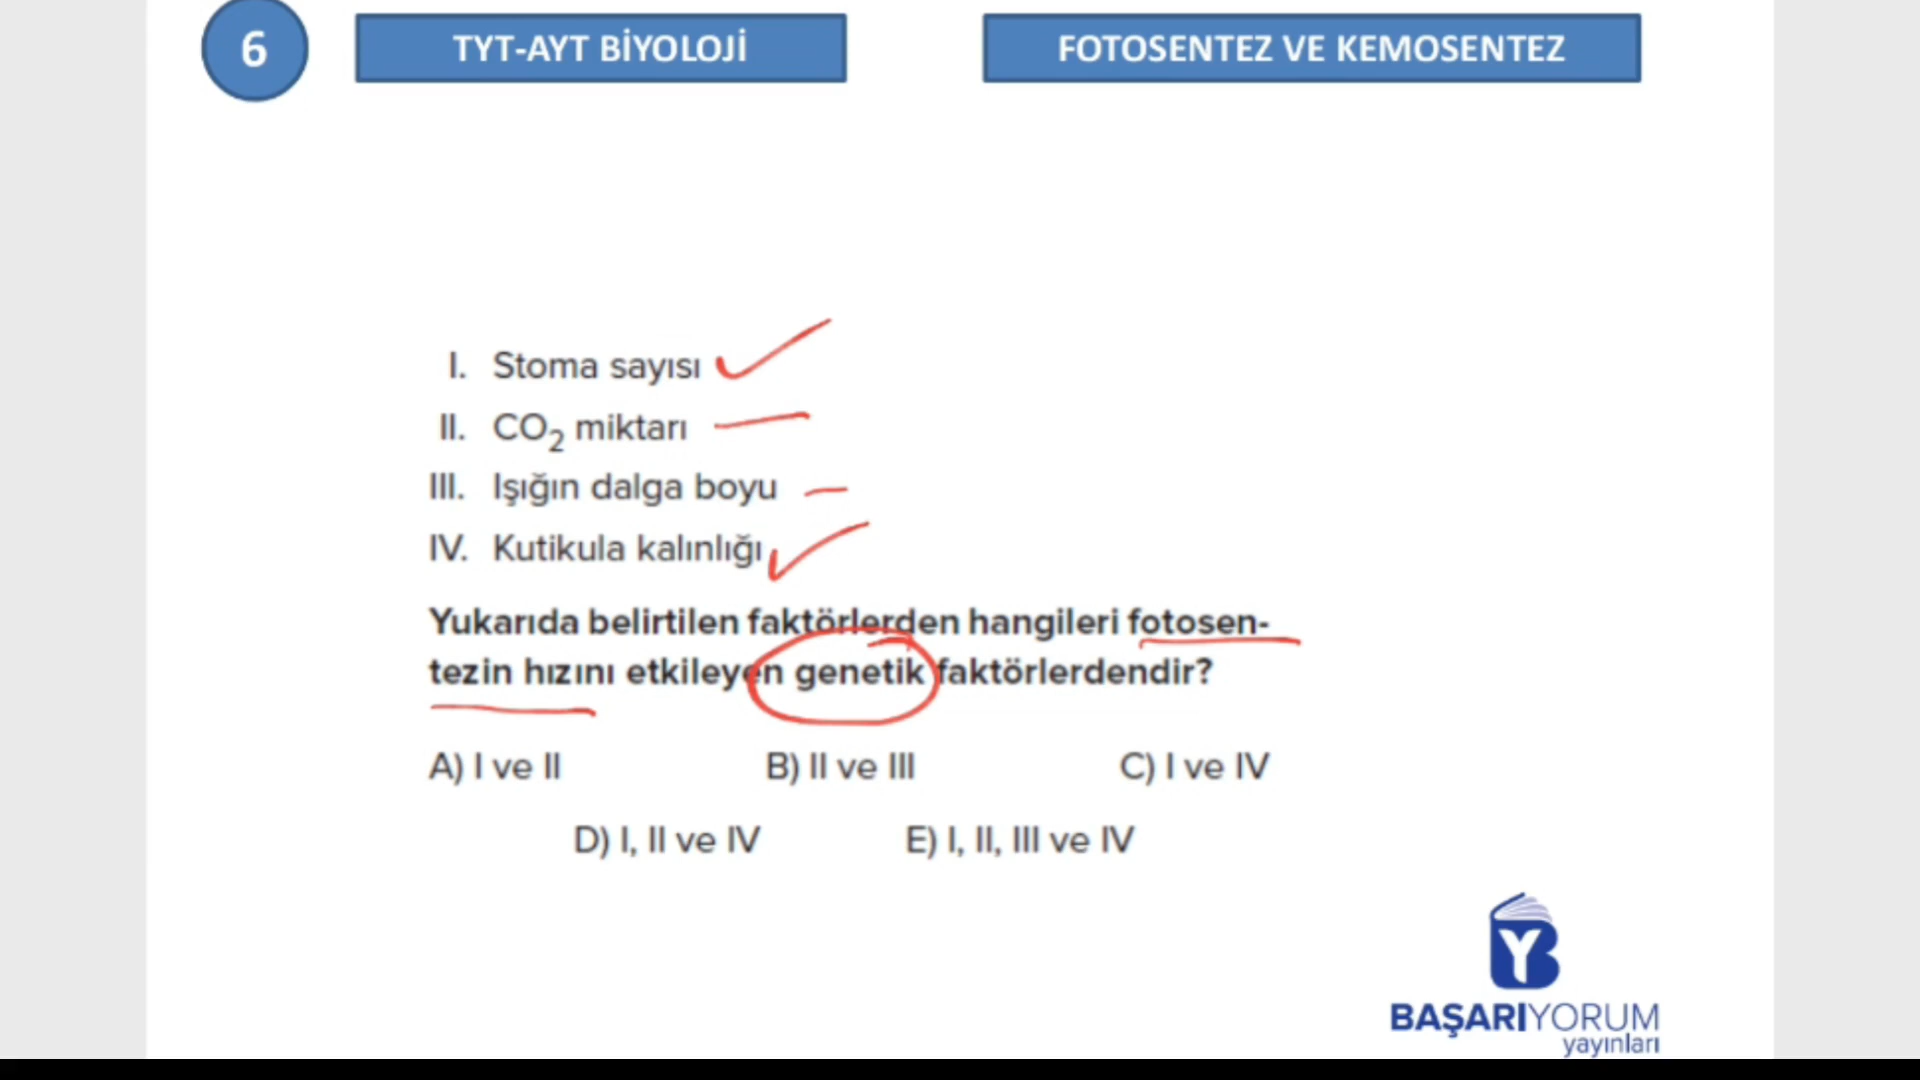 6
TYT-AYT BİYOLOJİ
FOTOSENTEZ VE KEMOSENTEZ
I. Stoma sayısı
II. CO₂ miktarı
III. Işığın dalga boyu
IV. Kutikula kalınlığı
Yukarıda belirtilen faktörlerden hangileri fotosen-
tezin hızını etkileyen genetik faktörlerdendir?
A) I ve II B) II ve III C) I ve IV
D) I, II ve IV E) I, II, III ve IV
BAŞARIYORUM
yayınları